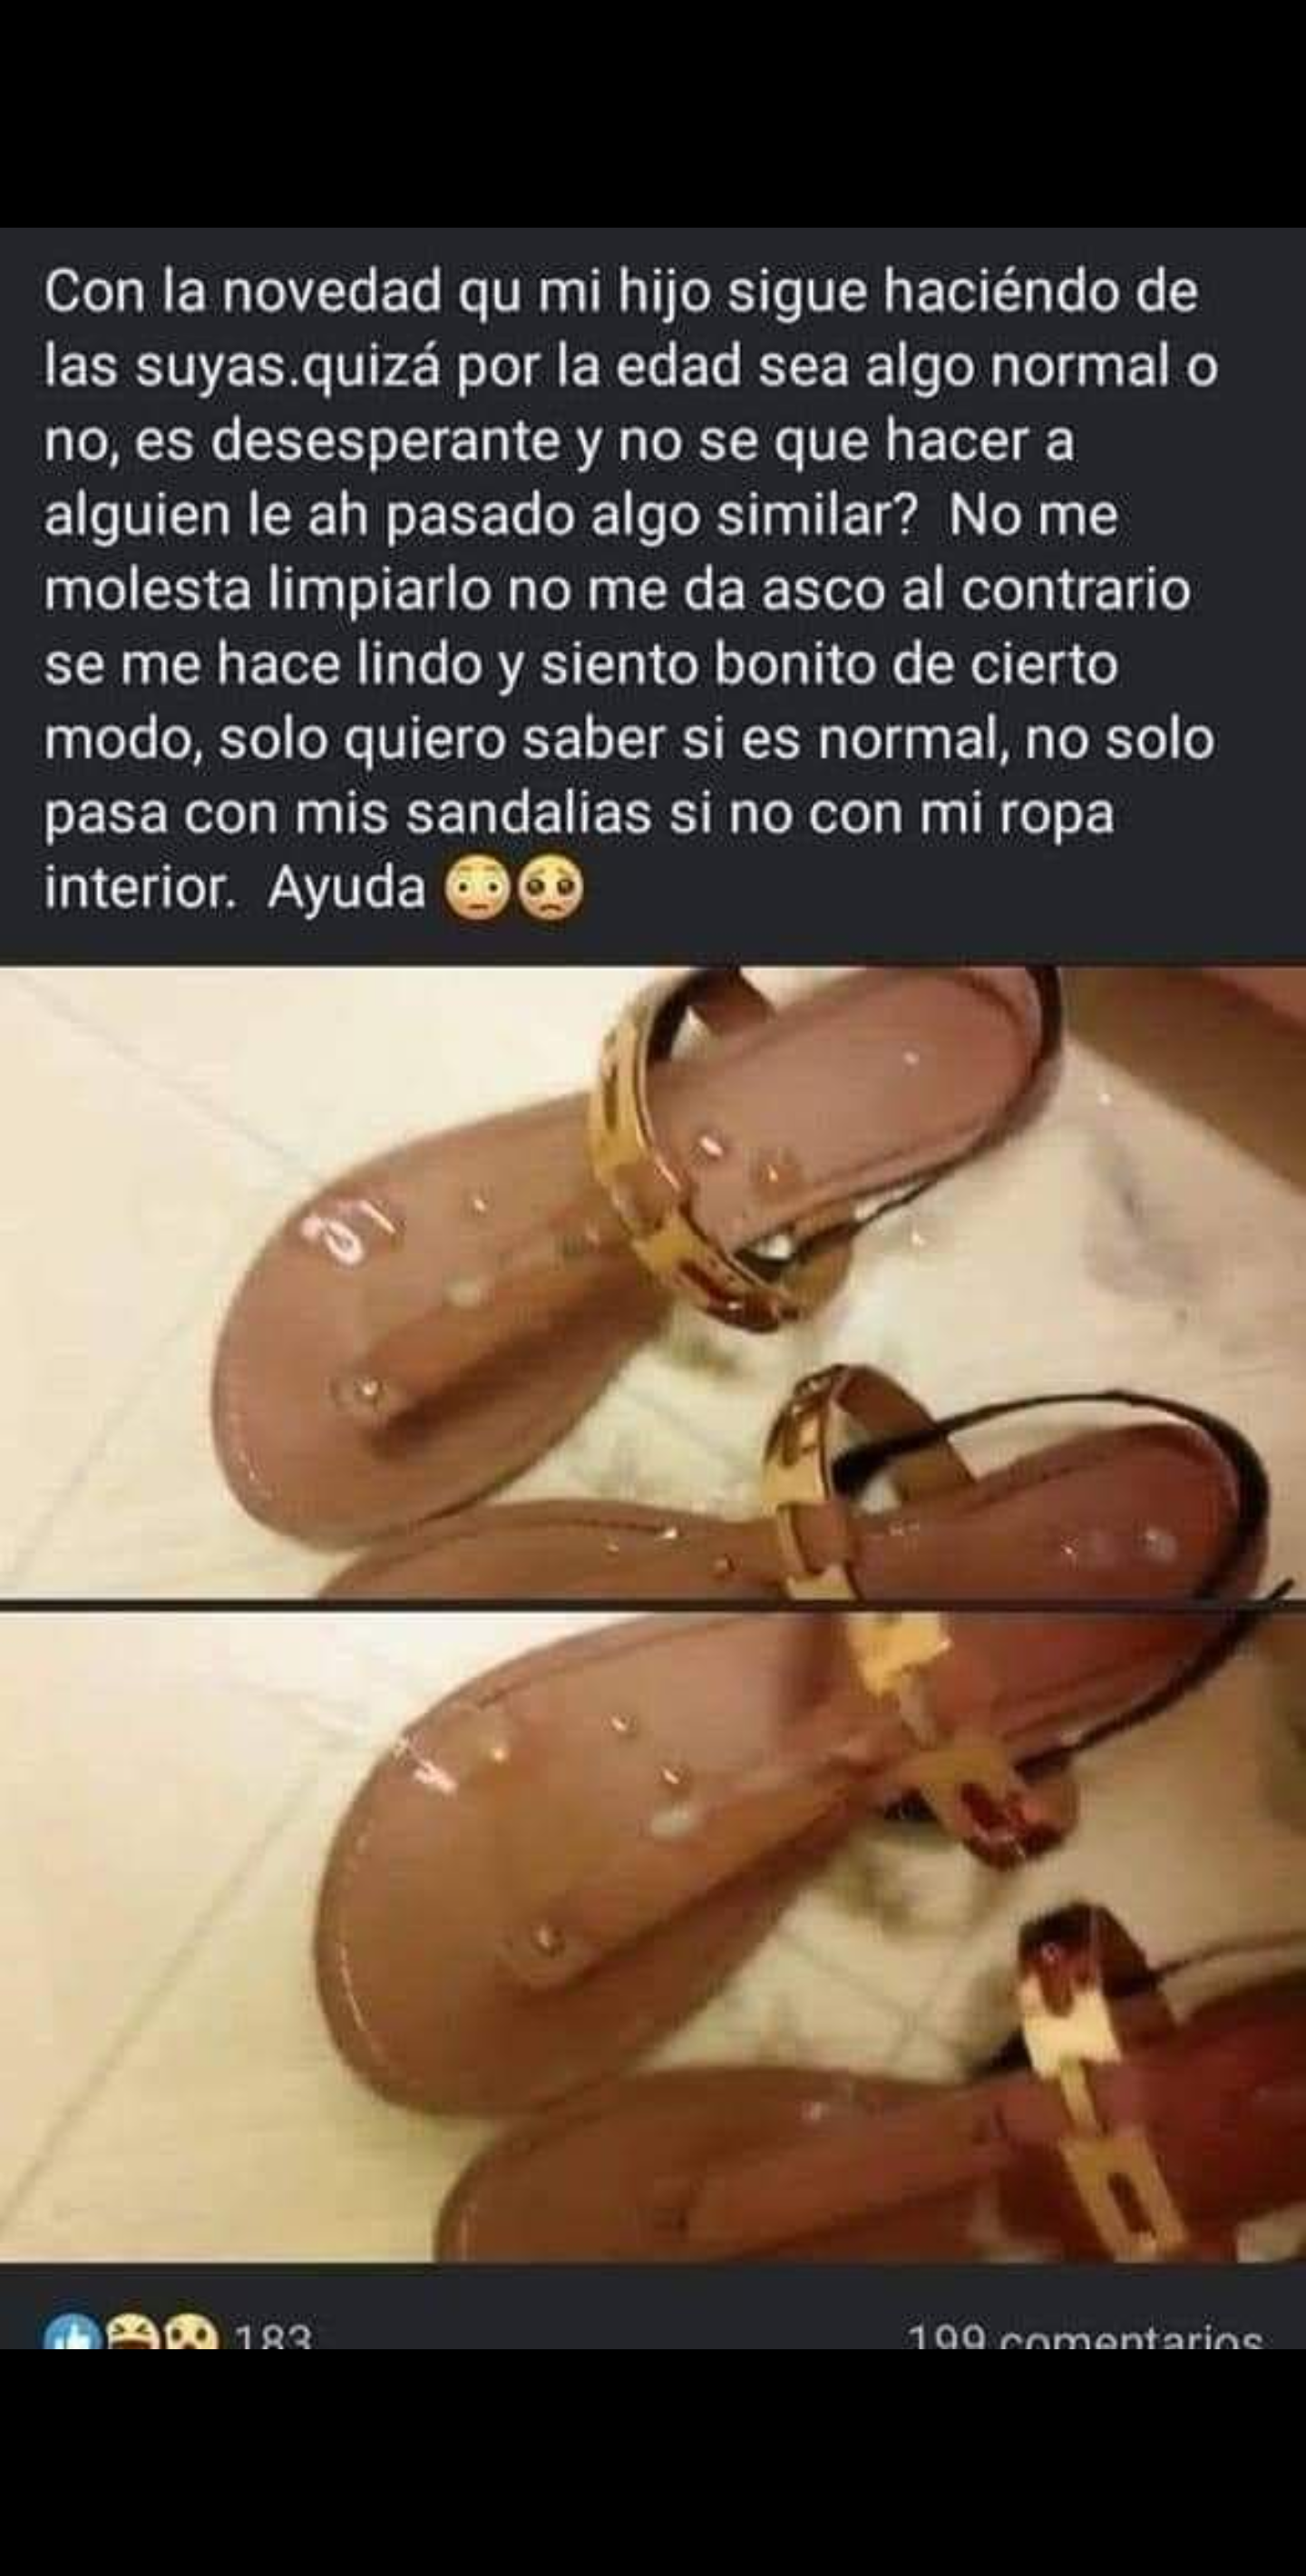 Con la novedad qu mi hijo sigue haciéndo de
las suyas.quizá por la edad sea algo normal o
no, es desesperante y no se que hacer a
alguien le ah pasado algo similar?  No me
molesta limpiarlo no me da asco al contrario
se me hace lindo y siento bonito de cierto
modo, solo quiero saber si es normal, no solo
pasa con mis sandalias si no con mi ropa
interior.  Ayuda 😳🥺
183
199 comentarios